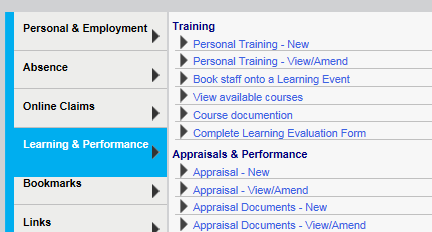 Personal & Employment
Absence
Online Claims
Learning & Performance
Bookmarks
Links
Training
Personal Training - New
Personal Training - View/Amend
Book staff onto a Learning Event
View available courses
Course documention
Complete Learning Evaluation Form
Appraisals & Performance
Appraisal - New
Appraisal - View/Amend
Appraisal Documents - New
Appraisal Documents - View/Amend